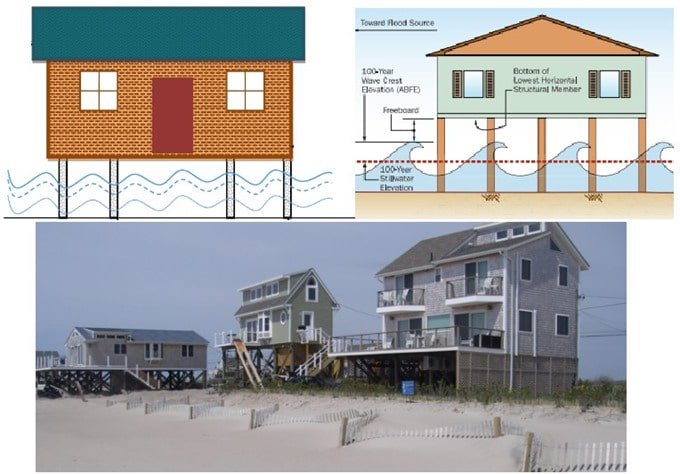 Toward Flood Source
100-Year
Wave Crest
Elevation (ABFE)
Bottom of
Lowest Horizontal
Structural Member
Freeboard
100-Year
Stillwater
Elevation